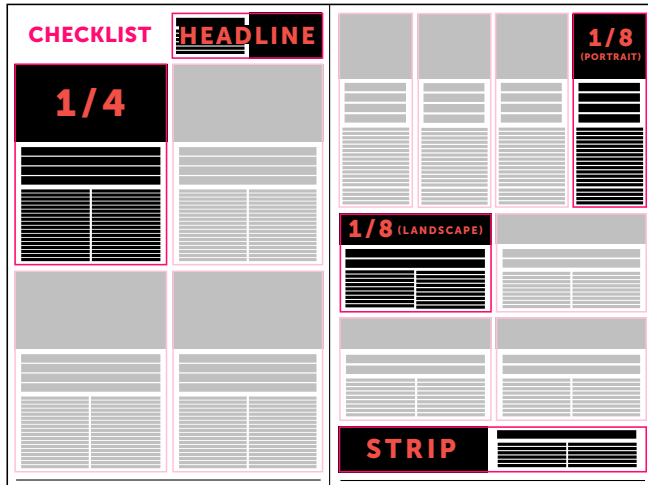 CHECKLIST
HEADLINE
1/4
1/8
(PORTRAIT)
1/8 (LANDSCAPE)
STRIP